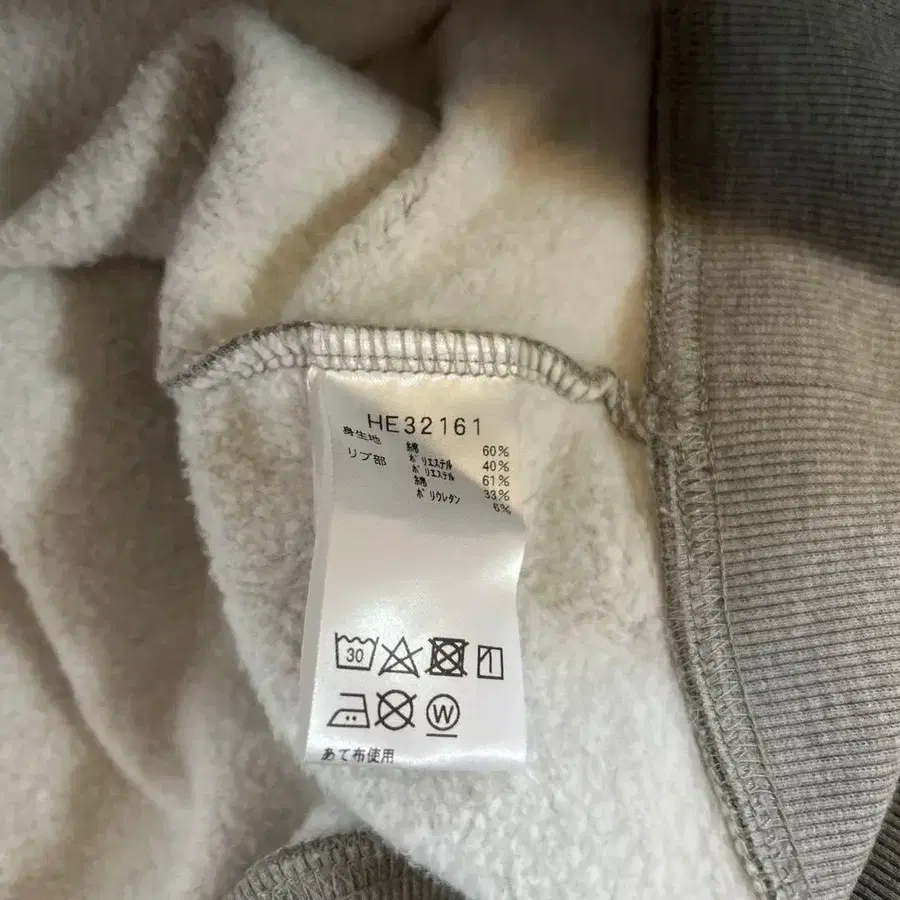 HE32161
身生地 綿 60%
ポリエステル 40%
リブ部 ポリエステル 61%
綿 33%
ポリウレタン 6%
30
W
あて布使用